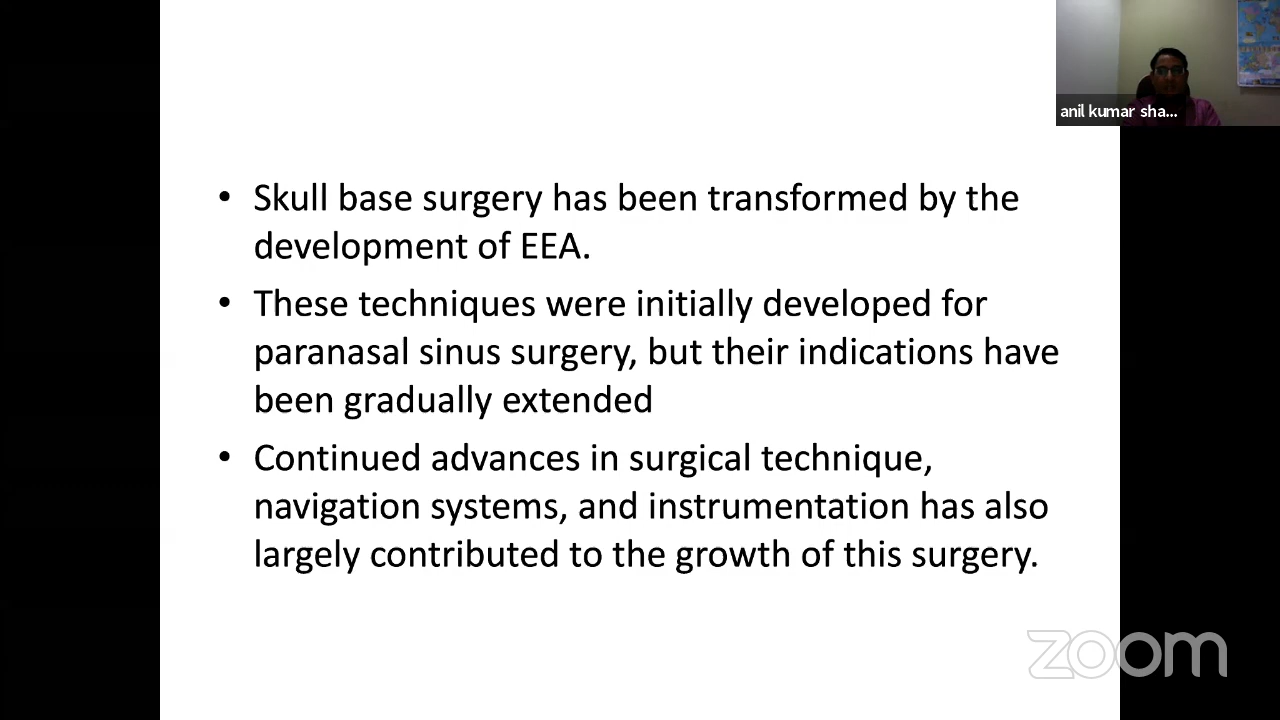 anil kumar sha...
• Skull base surgery has been transformed by the
development of EEA.
• These techniques were initially developed for
paranasal sinus surgery, but their indications have
been gradually extended
• Continued advances in surgical technique,
navigation systems, and instrumentation has also
largely contributed to the growth of this surgery.
zoom